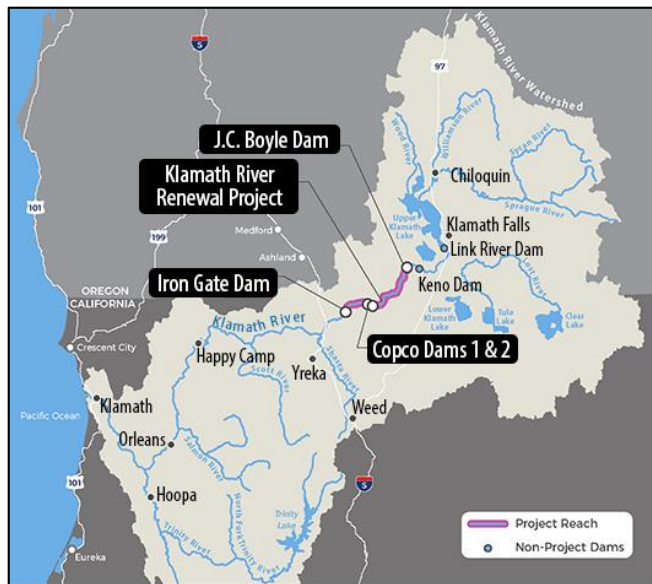 5
97
Klamath River Watershed
J.C. Boyle Dam
Williamson River
Wood River
Sycan River
Klamath River
Renewal Project
Chiloquin
101
199
Medford
Upper
Klamath
Lake
Sprague River
Klamath Falls
Link River Dam
Ashland
Iron Gate Dam
Keno Dam
Lost River
OREGON
CALIFORNIA
Klamath River
Lower
Klamath
Lake
Tule
Lake
Clear
Lake
Crescent City
Happy Camp
Scott River
Yreka
Shasta River
Copco Dams 1 & 2
Klamath
Weed
Pacific Ocean
Orleans
Salmon River
101
Hoopa
5
North Fork Trinity River
Trinity
Lake
Trinity River
Eureka
Project Reach
Non-Project Dams